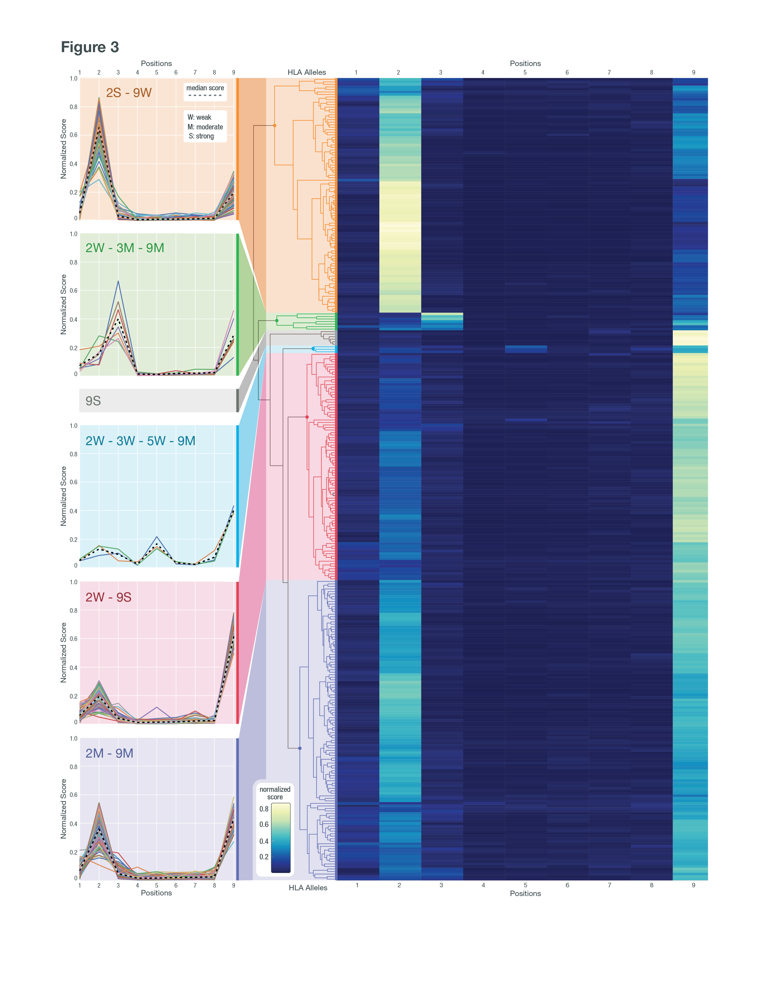 Figure 3
Positions
1 2 3 4 5 6 7 8 9
HLA Alleles
Positions
1 2 3 4 5 6 7 8 9
Normalized Score
1.0
0.8
0.6
0.4
0.2
0
2S - 9W
median score
W: weak
M: moderate
S: strong
Normalized Score
1.0
0.8
0.6
0.4
0.2
0
2W - 3M - 9M
9S
Normalized Score
1.0
0.8
0.6
0.4
0.2
0
2W - 3W - 5W - 9M
Normalized Score
1.0
0.8
0.6
0.4
0.2
0
2W - 9S
Normalized Score
1.0
0.8
0.6
0.4
0.2
0
2M - 9M
1 2 3 4 5 6 7 8 9
Positions
normalized
score
0.8
0.6
0.4
0.2
HLA Alleles
1 2 3 4 5 6 7 8 9
Positions